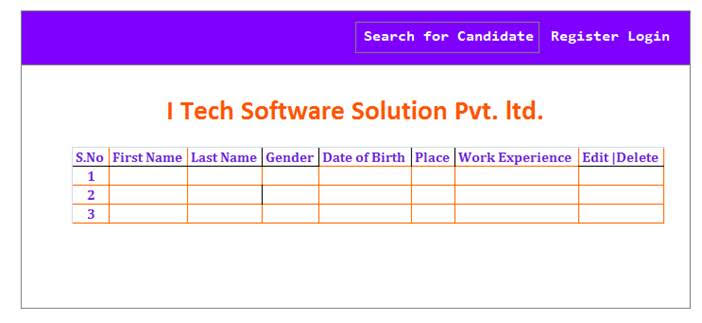 Search for Candidate Register Login
I Tech Software Solution Pvt. ltd.
S.No First Name Last Name Gender Date of Birth Place Work Experience Edit |Delete
1
2
3